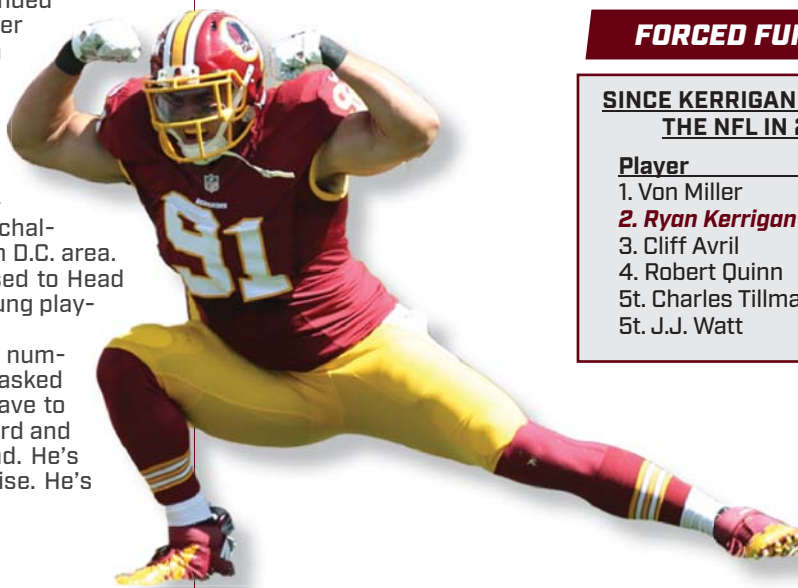 nded
er
chal-
n D.C. area.
sed to Head
ung play-
num-
asked
ave to
rd and
nd. He's
ise. He's
91
FORCED FU
SINCE KERRIGAN
THE NFL IN 2
Player
1. Von Miller
2. Ryan Kerrigan
3. Cliff Avril
4. Robert Quinn
5t. Charles Tillma
5t. J.J. Watt